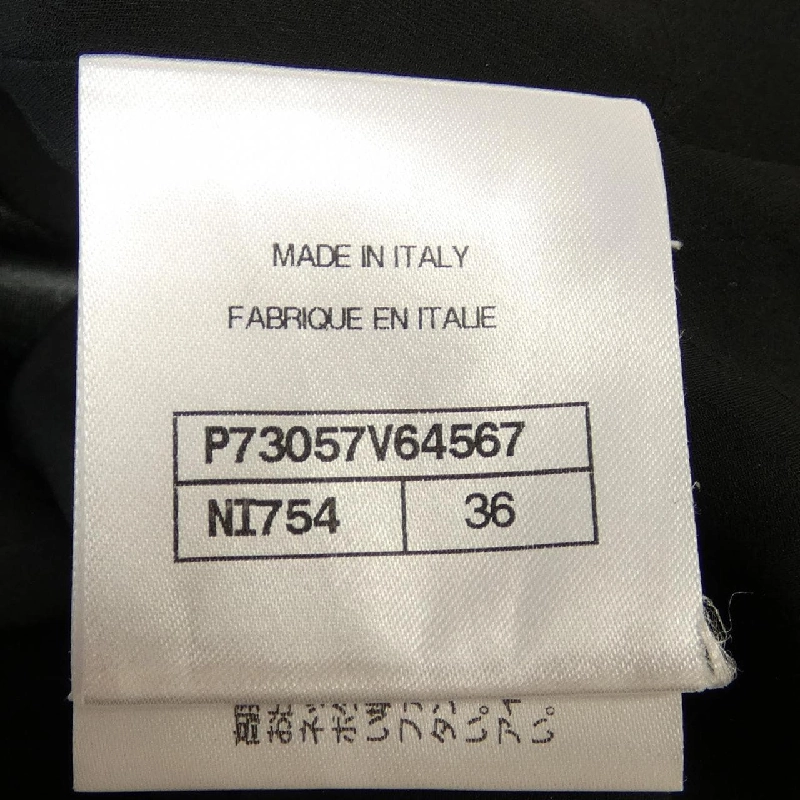 MADE IN ITALY
FABRIQUE EN ITALIE
P73057V64567
NI754 36